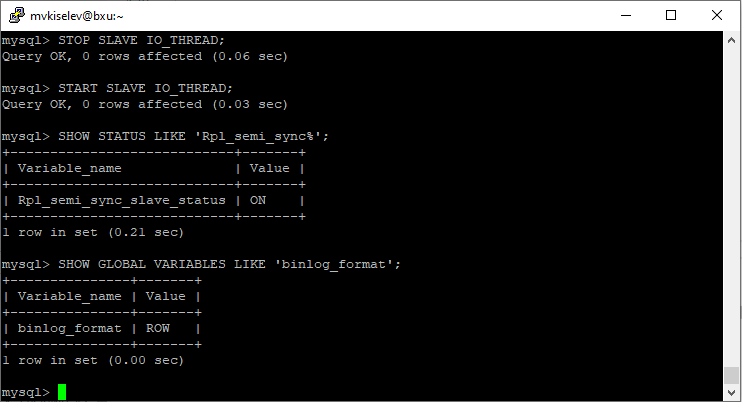 mvkiselev@bxu:~
mysql> STOP SLAVE IO_THREAD;
Query OK, 0 rows affected (0.06 sec)
mysql> START SLAVE IO_THREAD;
Query OK, 0 rows affected (0.03 sec)
mysql> SHOW STATUS LIKE 'Rpl_semi_sync%';
+----------------------------+-------+
| Variable_name              | Value |
+----------------------------+-------+
| Rpl_semi_sync_slave_status | ON    |
+----------------------------+-------+
1 row in set (0.21 sec)
mysql> SHOW GLOBAL VARIABLES LIKE 'binlog_format';
+---------------+-------+
| Variable_name | Value |
+---------------+-------+
| binlog_format | ROW   |
+---------------+-------+
1 row in set (0.00 sec)
mysql>